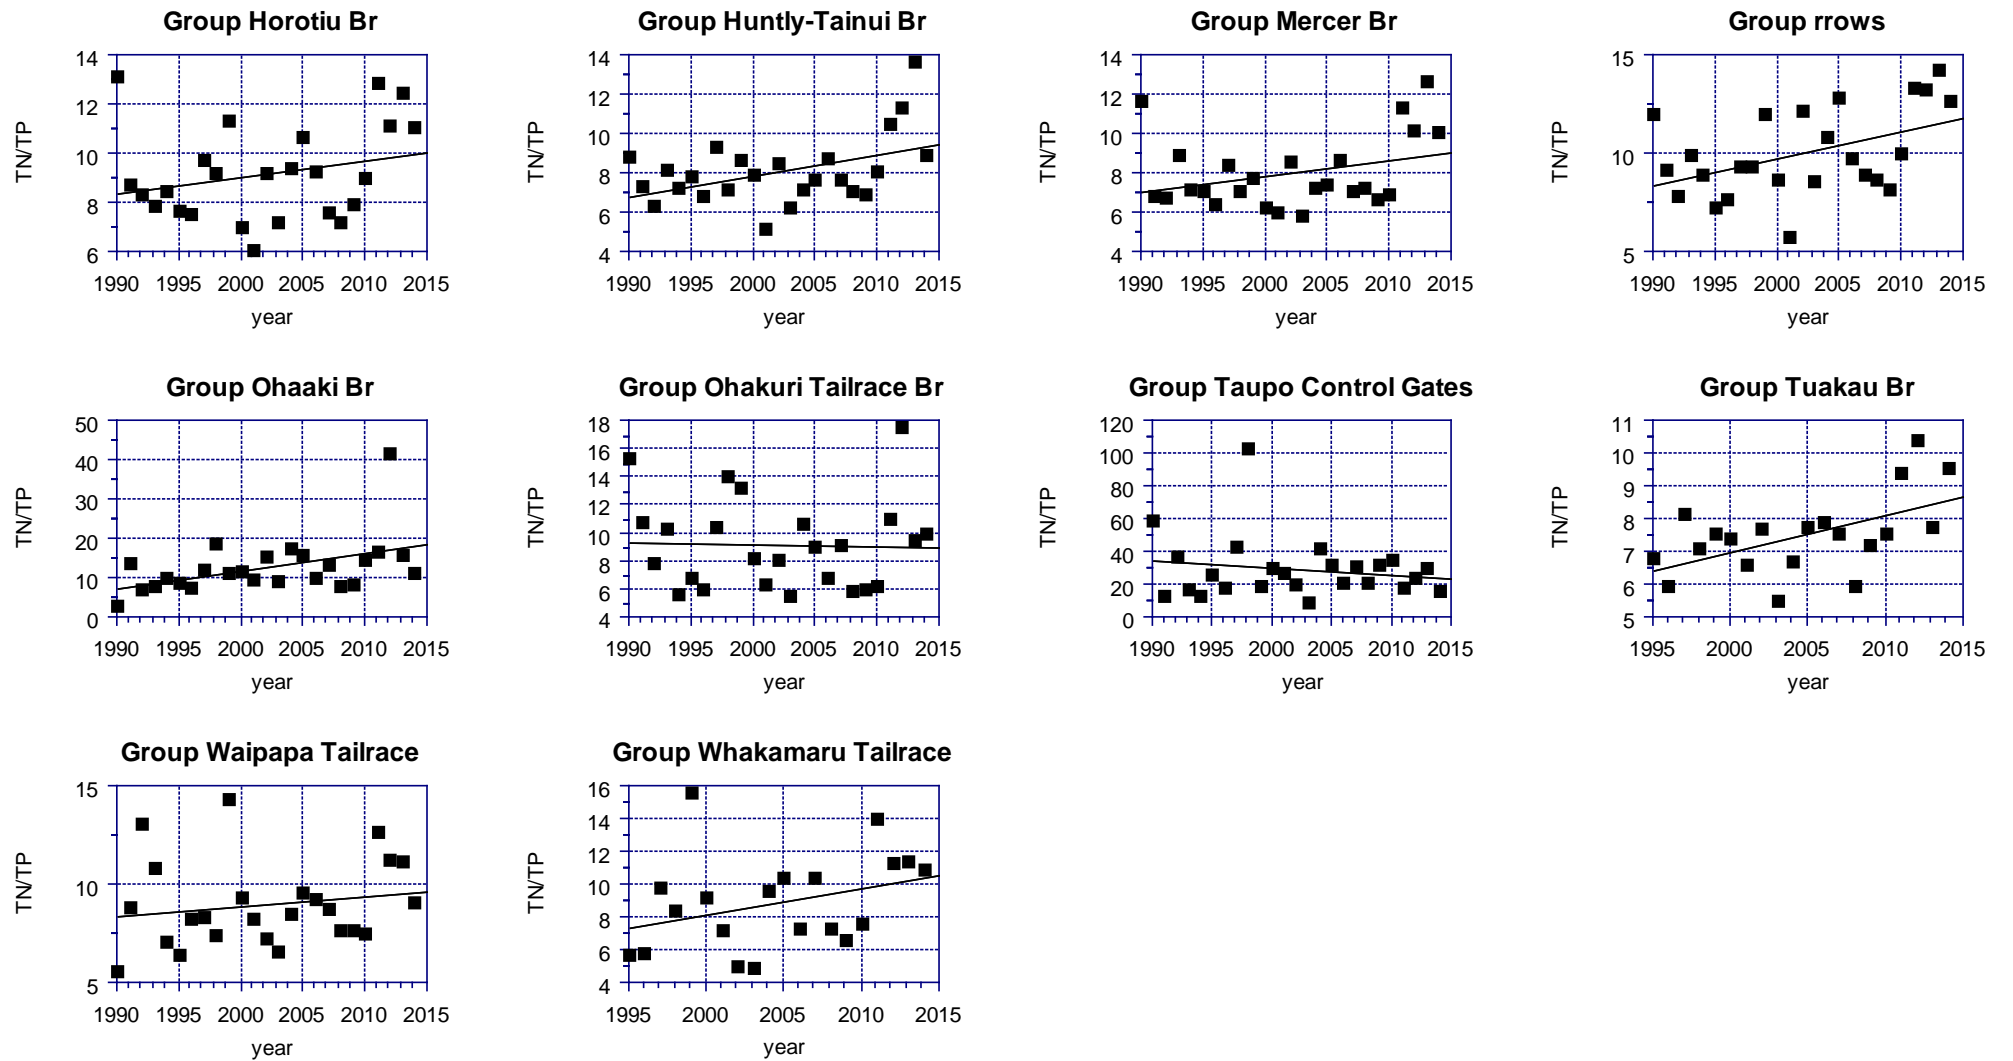 Group Horotiu Br
14
12
10
8
6
TN/TP
1990 1995 2000 2005 2010 2015
year
Group Huntly-Tainui Br
14
12
10
8
6
4
TN/TP
1990 1995 2000 2005 2010 2015
year
Group Mercer Br
14
12
10
8
6
4
TN/TP
1990 1995 2000 2005 2010 2015
year
Group rrows
15
10
5
TN/TP
1990 1995 2000 2005 2010 2015
year
Group Ohaaki Br
50
40
30
20
10
0
TN/TP
1990 1995 2000 2005 2010 2015
year
Group Ohakuri Tailrace Br
18
16
14
12
10
8
6
4
TN/TP
1990 1995 2000 2005 2010 2015
year
Group Taupo Control Gates
120
100
80
60
40
20
0
TN/TP
1990 1995 2000 2005 2010 2015
year
Group Tuakau Br
11
10
9
8
7
6
5
TN/TP
1995 2000 2005 2010 2015
year
Group Waipapa Tailrace
15
10
5
TN/TP
1990 1995 2000 2005 2010 2015
year
Group Whakamaru Tailrace
16
14
12
10
8
6
4
TN/TP
1995 2000 2005 2010 2015
year